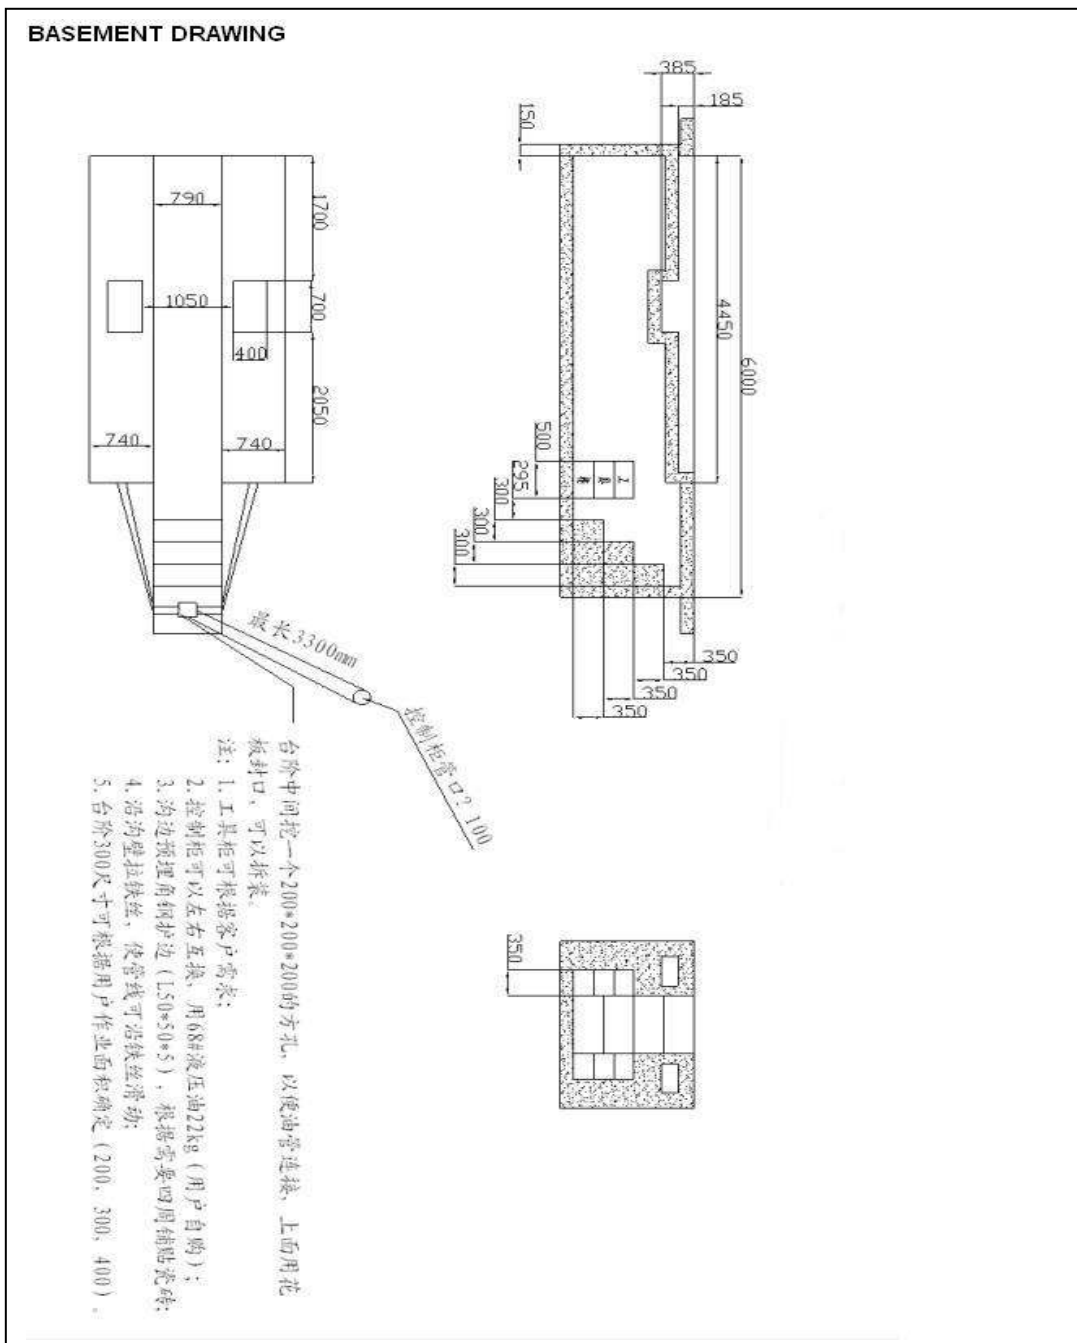 BASEMENT DRAWING
385
185
150
790
1700
1050
700
400
4450
6000
2050
740
740
500
295
300
300
300
工
具
柜
350
350
350
350
最长3300mm
控制柜管口?100
350
台阶中间挖一个200*200*200的方孔，以便油管连接，上面用花
板封口，可以拆装。
注：1.工具柜可根据客户需求；
2.控制柜可以左右互换，用68#液压油22kg（用户自购）；
3.沟边预埋角钢护边（L50*50*5），根据需要四周铺贴瓷砖；
4.沿沟壁拉铁丝，使管线可沿铁丝滑动；
5.台阶300尺寸可根据用户作业面积确定（200，300，400）。